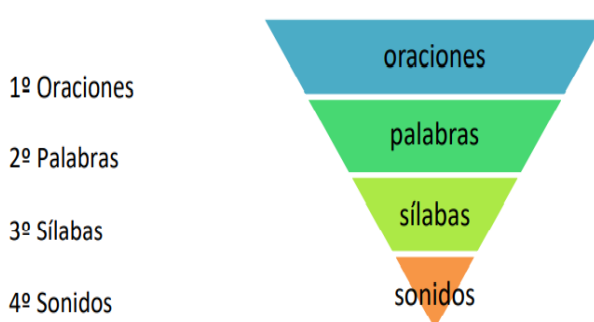 1º Oraciones
2º Palabras
3º Sílabas
4º Sonidos
oraciones
palabras
sílabas
sonidos